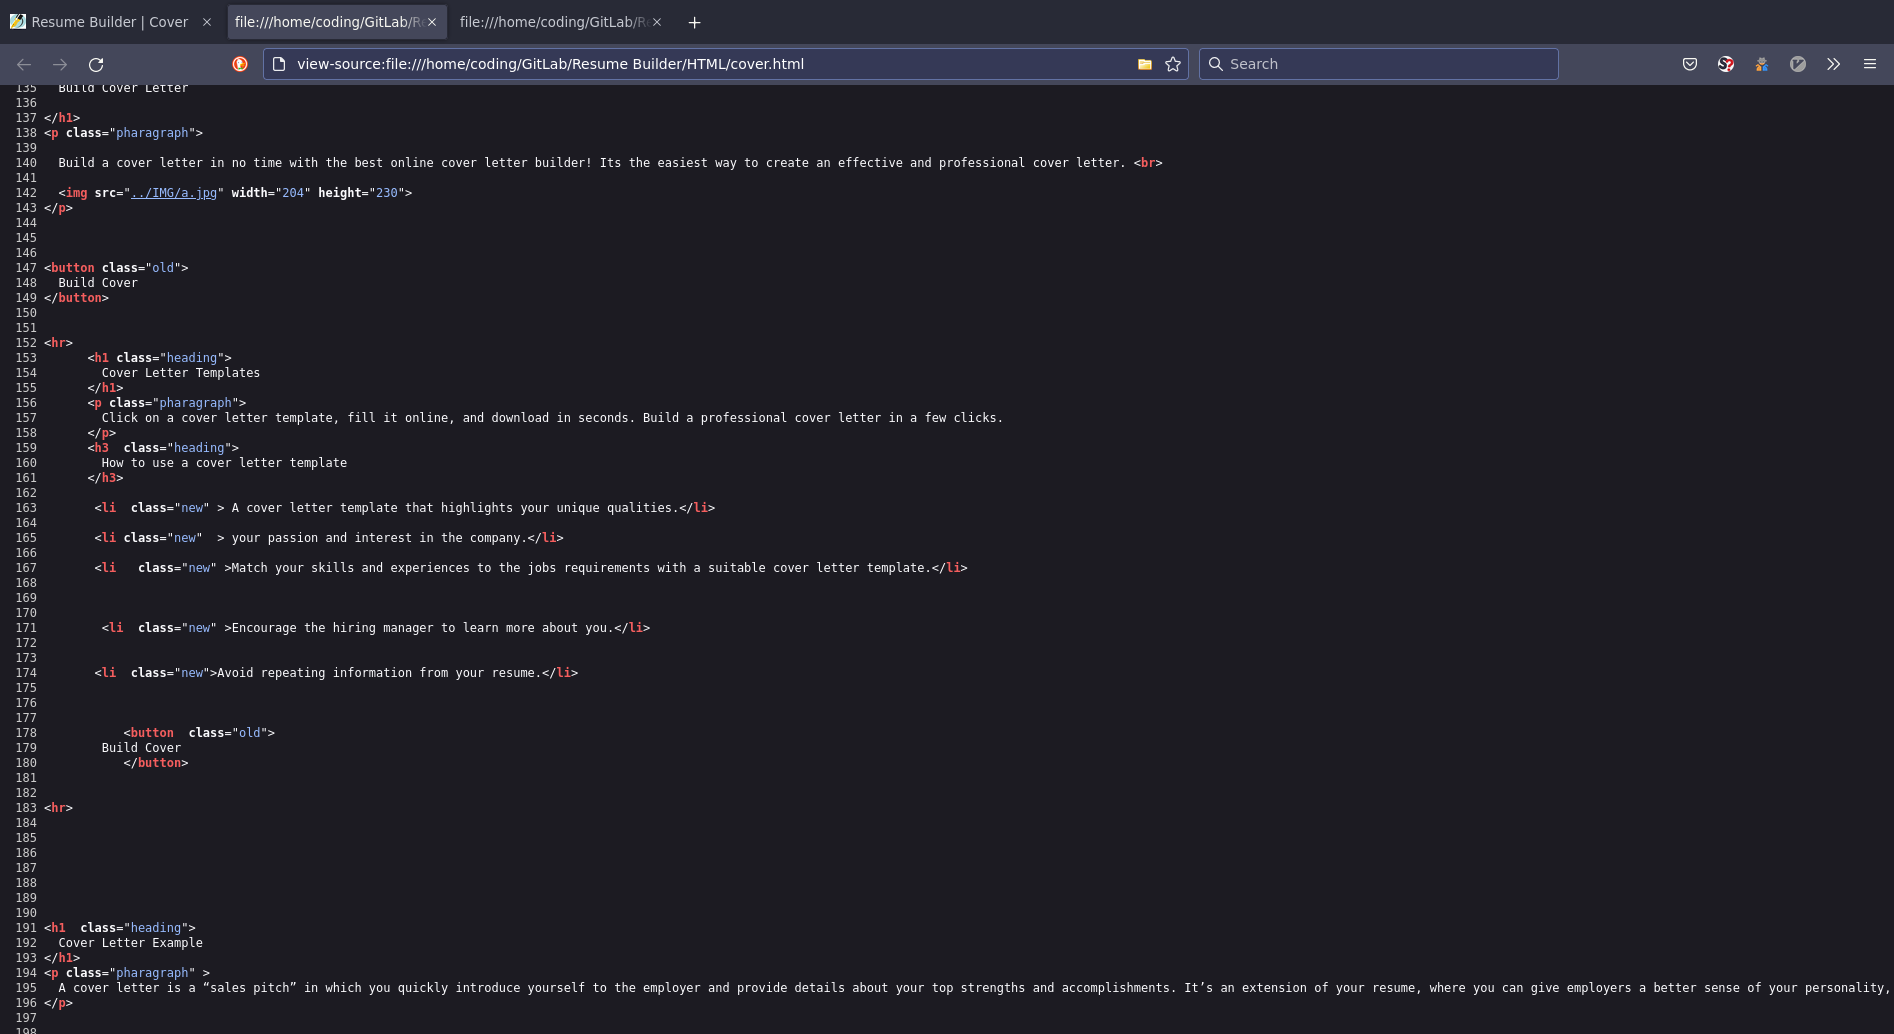 Resume Builder | Cover
file:///home/coding/GitLab/R
file:///home/coding/GitLab/R
view-source:file:///home/coding/GitLab/Resume Builder/HTML/cover.html
Search
135 Build Cover Letter
136
137 </h1>
138 <p class="pharagraph">
139
140 Build a cover letter in no time with the best online cover letter builder! Its the easiest way to create an effective and professional cover letter. <br>
141
142 <img src="../IMG/a.jpg" width="204" height="230">
143 </p>
144
145
146
147 <button class="old">
148 Build Cover
149 </button>
150
151
152 <hr>
153 <h1 class="heading">
154 Cover Letter Templates
155 </h1>
156 <p class="pharagraph">
157 Click on a cover letter template, fill it online, and download in seconds. Build a professional cover letter in a few clicks.
158 </p>
159 <h3  class="heading">
160 How to use a cover letter template
161 </h3>
162
163 <li  class="new" > A cover letter template that highlights your unique qualities.</li>
164
165 <li class="new"  > your passion and interest in the company.</li>
166
167 <li   class="new" >Match your skills and experiences to the jobs requirements with a suitable cover letter template.</li>
168
169
170
171 <li  class="new" >Encourage the hiring manager to learn more about you.</li>
172
173
174 <li  class="new">Avoid repeating information from your resume.</li>
175
176
177
178 <button  class="old">
179 Build Cover
180 </button>
181
182
183 <hr>
184
185
186
187
188
189
190
191 <h1  class="heading">
192 Cover Letter Example
193 </h1>
194 <p class="pharagraph" >
195 A cover letter is a “sales pitch” in which you quickly introduce yourself to the employer and provide details about your top strengths and accomplishments. It’s an extension of your resume, where you can give employers a better sense of your personality,
196 </p>
197
198